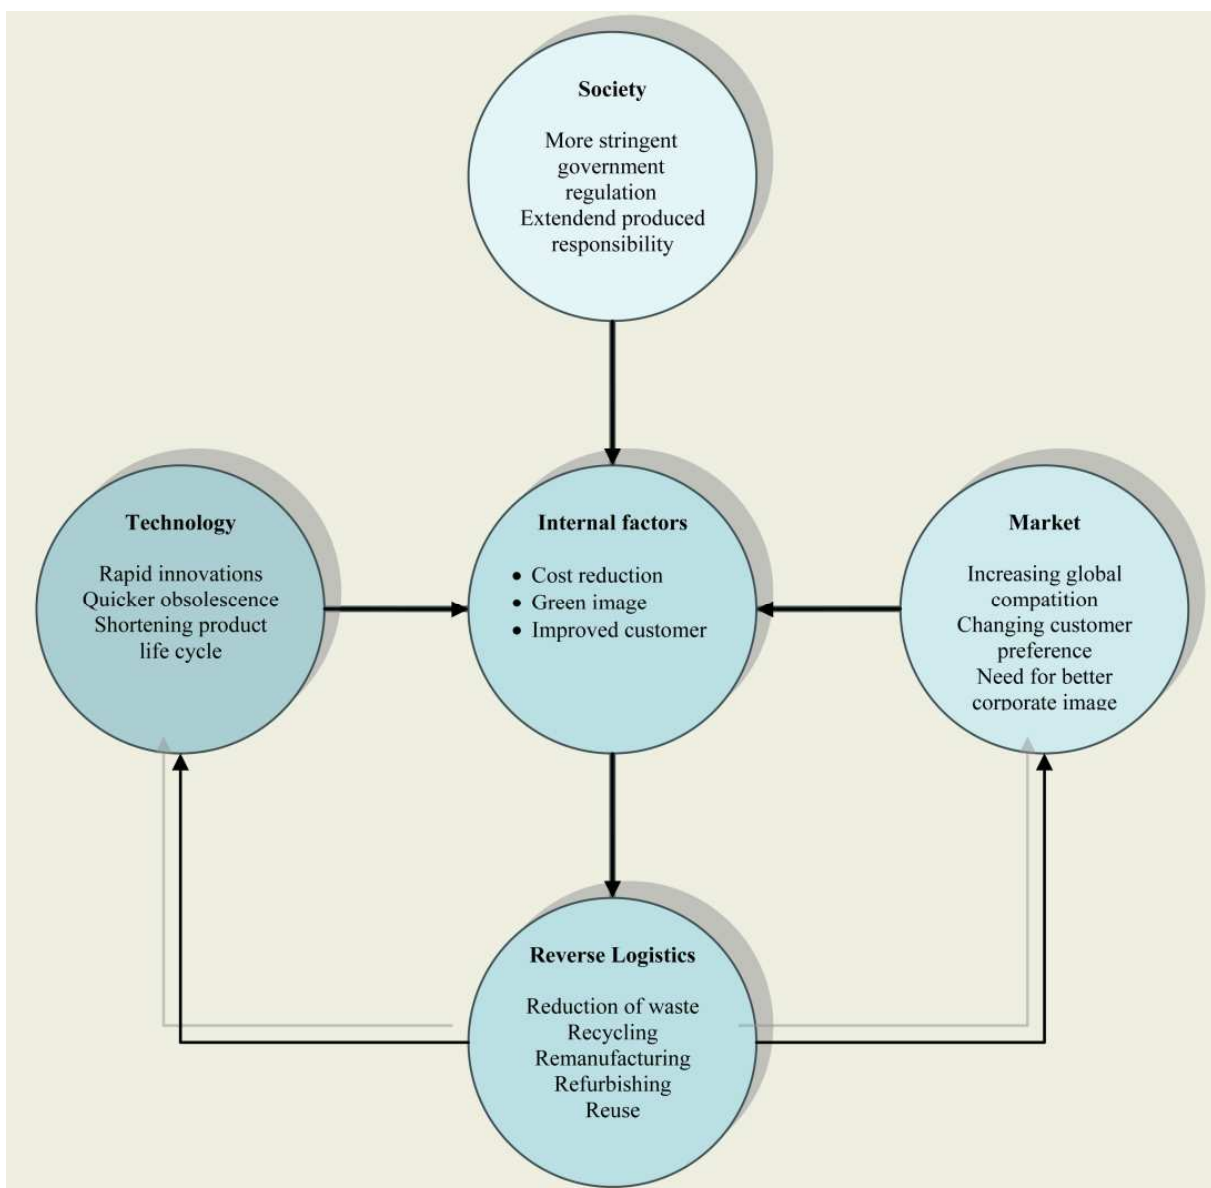 Society
More stringent
government
regulation
Extendend produced
responsibility
Technology
Rapid innovations
Quicker obsolescence
Shortening product
life cycle
Internal factors
• Cost reduction
• Green image
• Improved customer
Market
Increasing global
compatition
Changing customer
preference
Need for better
corporate image
Reverse Logistics
Reduction of waste
Recycling
Remanufacturing
Refurbishing
Reuse